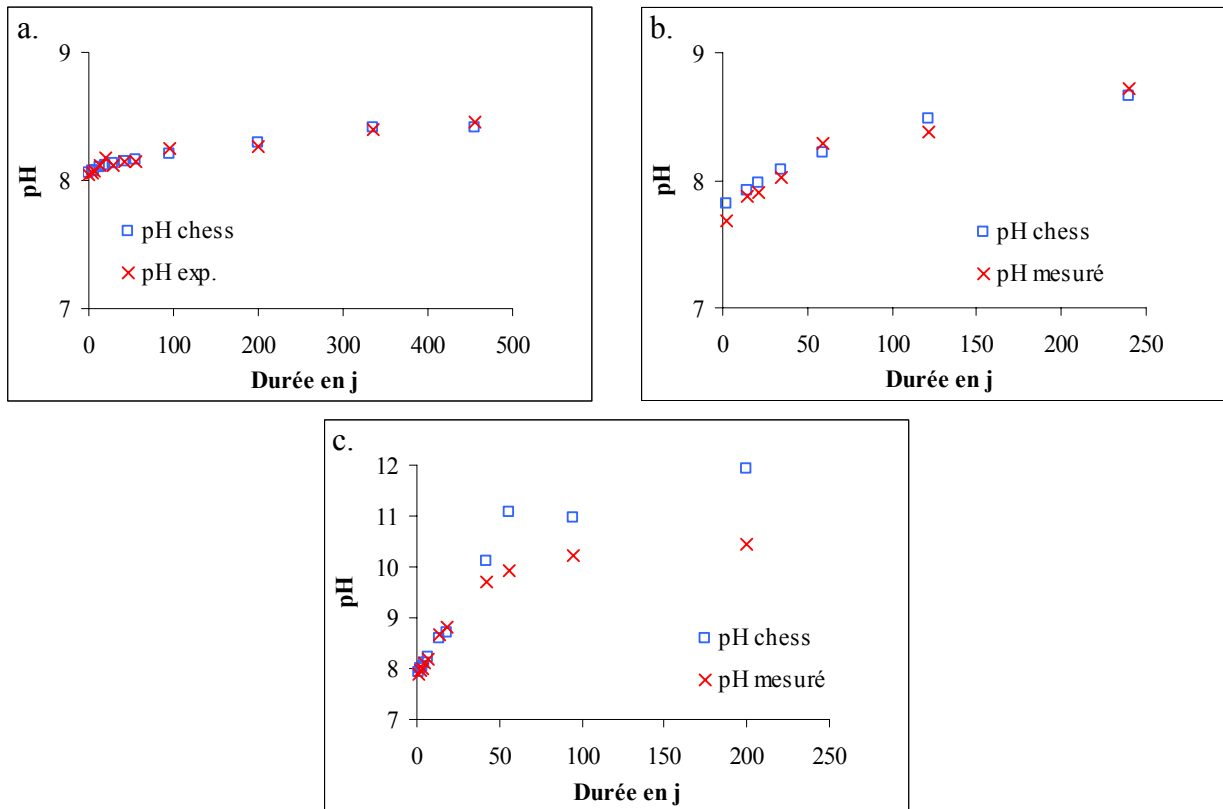 a.
9
8
7
pH
pH chess
pH exp.
0 100 200 300 400 500
Durée en j
b.
9
8
7
pH
pH chess
pH mesuré
0 50 100 150 200 250
Durée en j
c.
12
11
10
9
8
7
pH
pH chess
pH mesuré
0 50 100 150 200 250
Durée en j